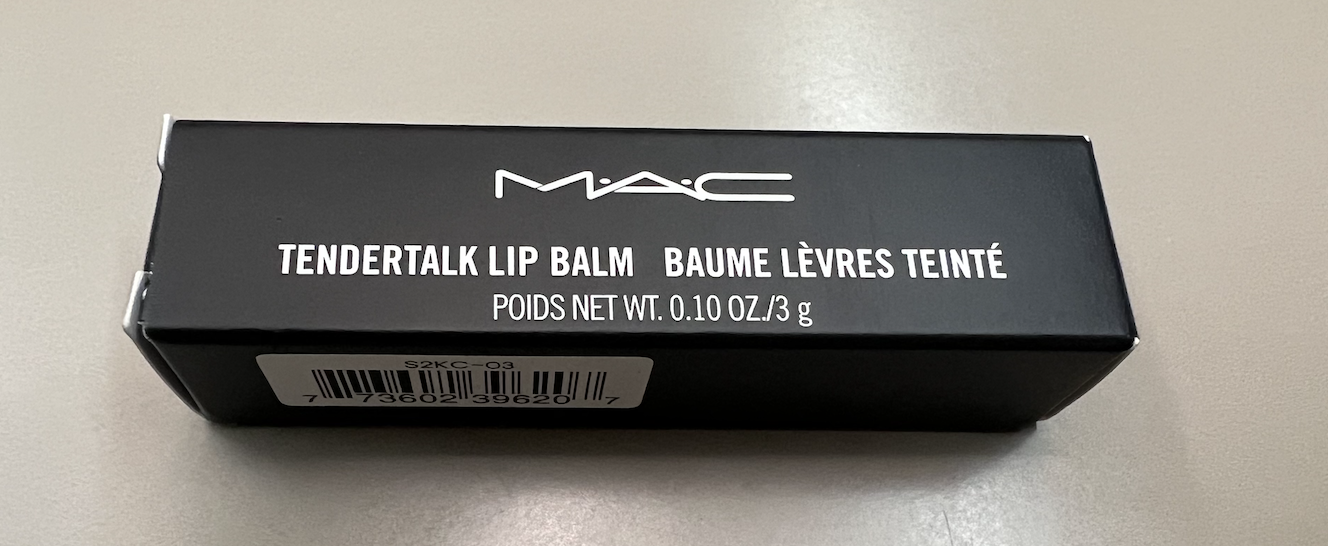 M·A·C
TENDERTALK LIP BALM BAUME LÈVRES TEINTÉ
POIDS NET WT. 0.10 OZ./3 g
S2KC-03
7 73602 39620 7